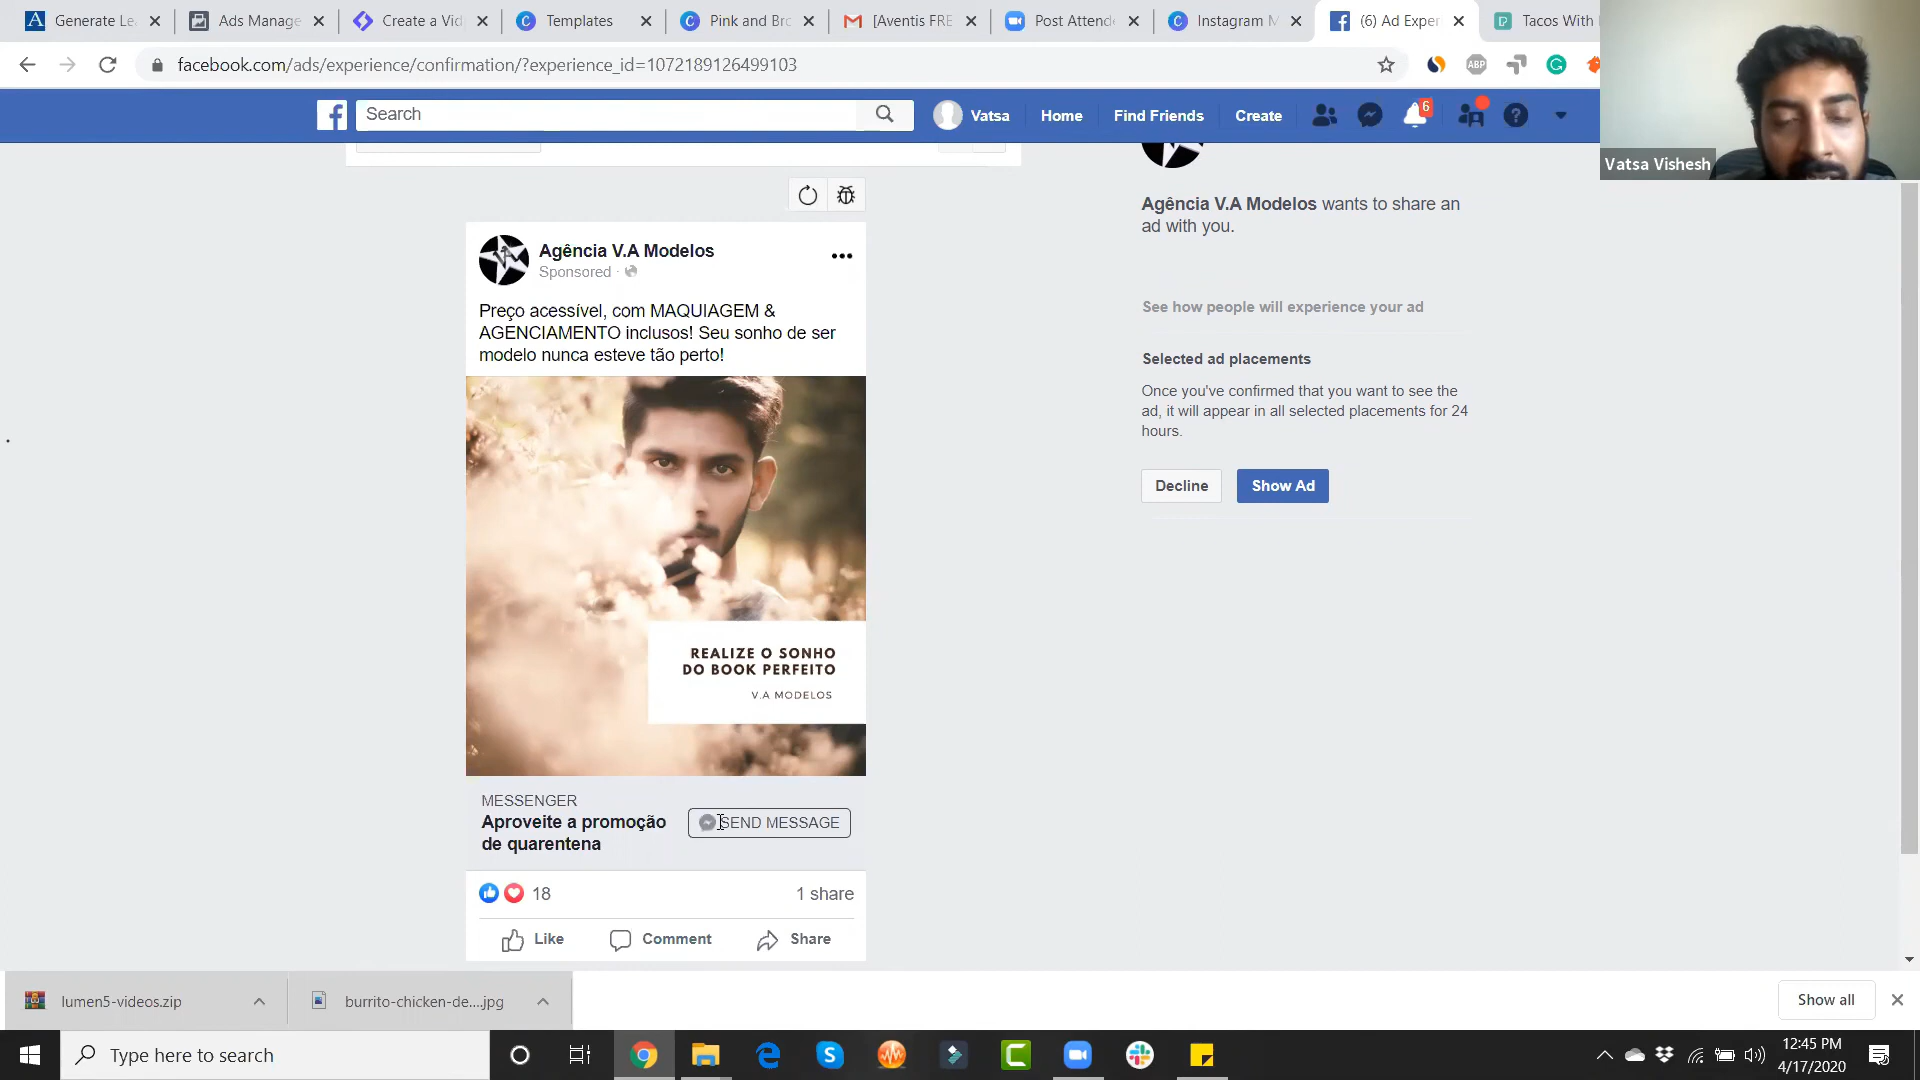 Generate Le
Ads Manage
Create a Vid
Templates
Pink and Bro
[Aventis FRE
Post Attend
Instagram M
(6) Ad Exper
Tacos With
facebook.com/ads/experience/confirmation/?experience_id=1072189126499103
ABP
Search
Vatsa
Home
Find Friends
Create
6
Vatsa Vishesh
Agência V.A Modelos wants to share an
ad with you.
See how people will experience your ad
Selected ad placements
Once you've confirmed that you want to see the
ad, it will appear in all selected placements for 24
hours.
Decline
Show Ad
Agência V.A Modelos
Sponsored ·
Preço acessível, com MAQUIAGEM &
AGENCIAMENTO inclusos! Seu sonho de ser
modelo nunca esteve tão perto!
REALIZE O SONHO
DO BOOK PERFEITO
V.A MODELOS
MESSENGER
Aproveite a promoção
de quarentena
SEND MESSAGE
18
1 share
Like
Comment
Share
lumen5-videos.zip
burrito-chicken-de....jpg
Show all
Type here to search
12:45 PM
4/17/2020